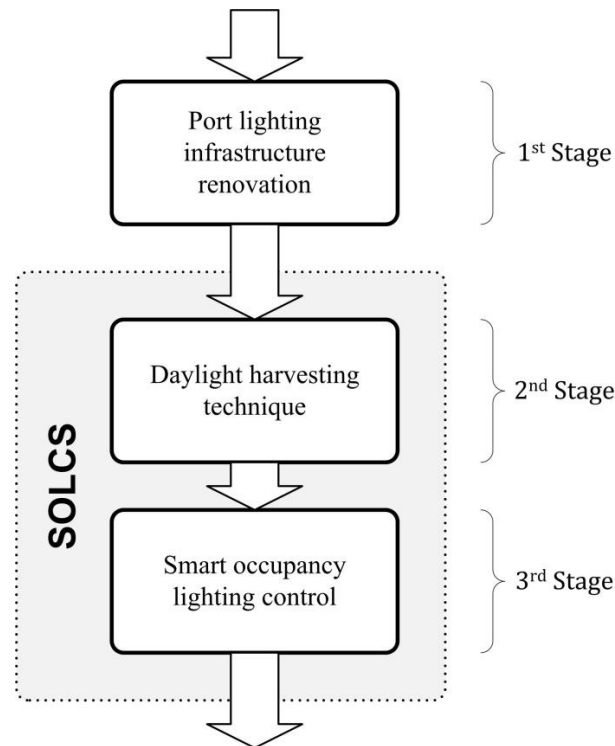 Port lighting
infrastructure
renovation
1st Stage
Daylight harvesting
technique
2nd Stage
SOLCS
Smart occupancy
lighting control
3rd Stage